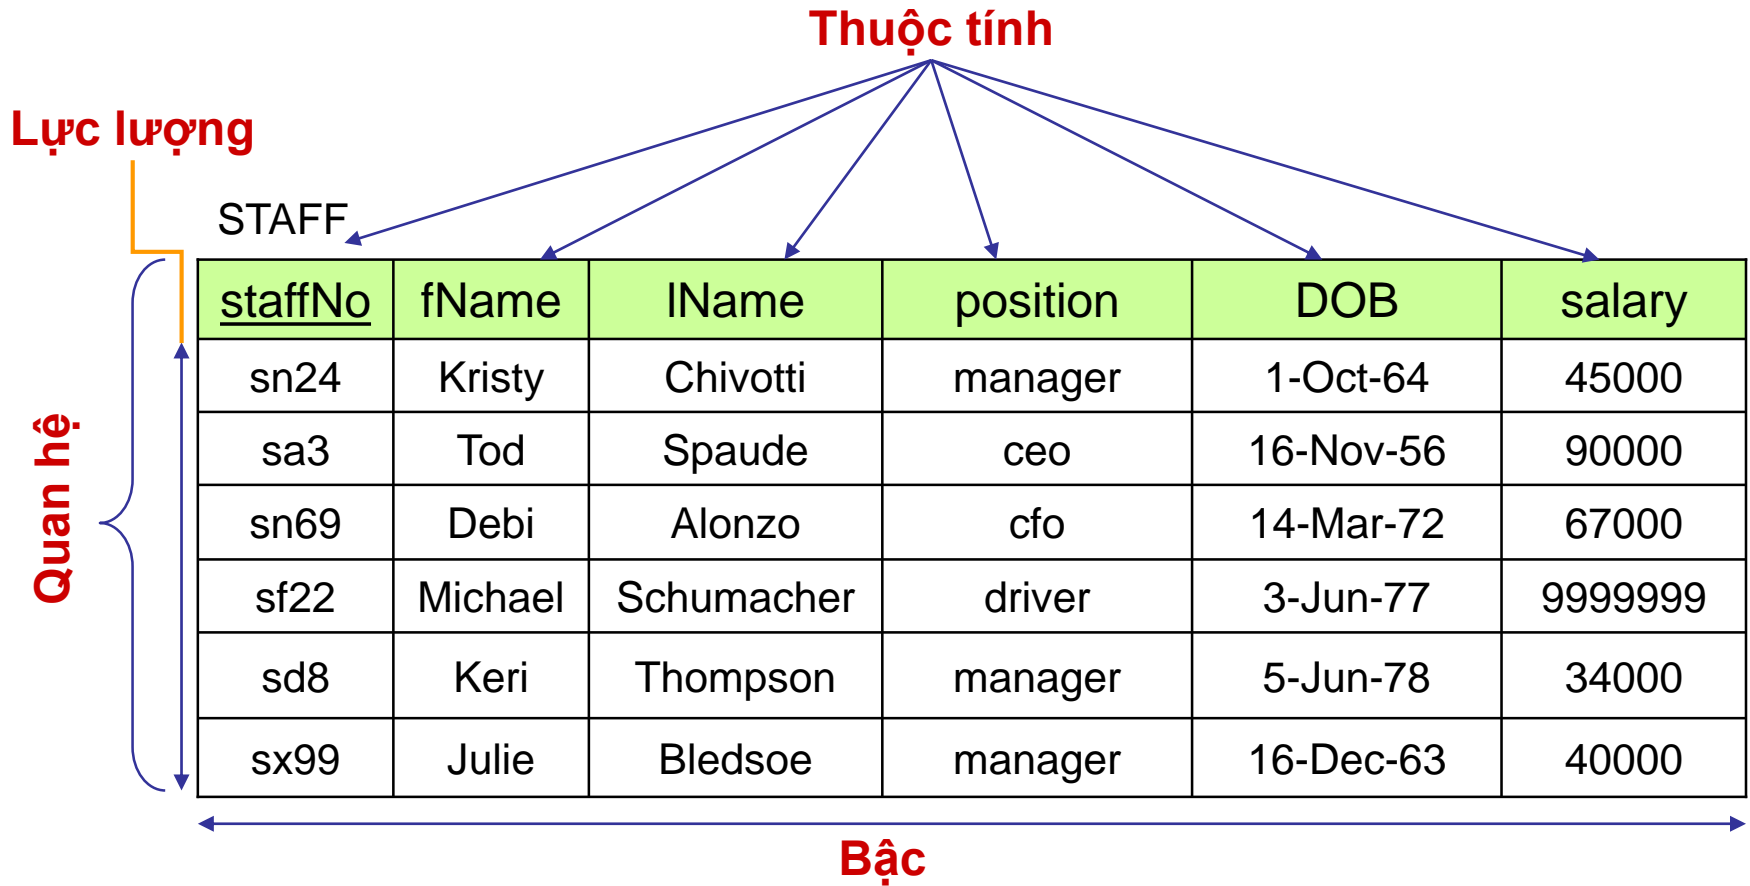 Thuộc tính
Lực lượng
STAFF
staffNo fName lName position DOB salary
sn24 Kristy Chivotti manager 1-Oct-64 45000
sa3 Tod Spaude ceo 16-Nov-56 90000
sn69 Debi Alonzo cfo 14-Mar-72 67000
sf22 Michael Schumacher driver 3-Jun-77 9999999
sd8 Keri Thompson manager 5-Jun-78 34000
sx99 Julie Bledsoe manager 16-Dec-63 40000
Quan hệ
Bậc